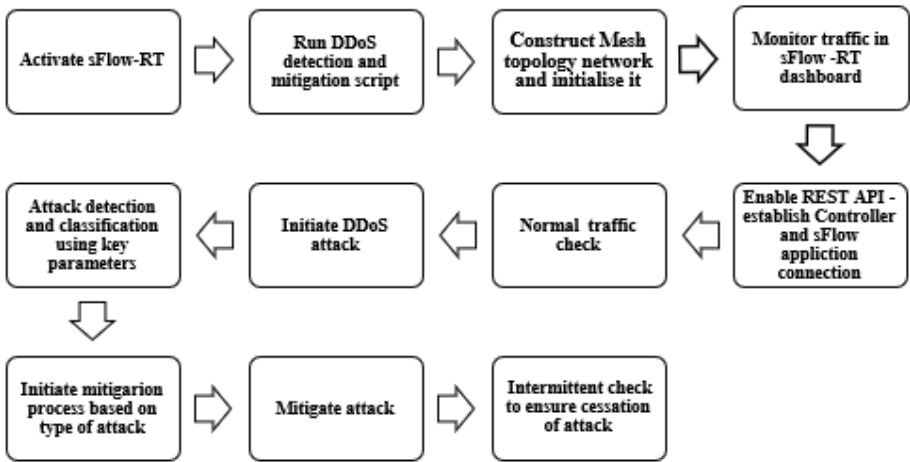 Activate sFlow-RT
Run DDoS
detection and
mitigation script
Construct Mesh
topology network
and initialise it
Monitor traffic in
sFlow -RT
dashboard
Enable REST API -
establish Controller
and sFlow
appliction
connection
Normal traffic
check
Initiate DDoS
attack
Attack detection
and classification
using key
parameters
Initiate mitigarion
process based on
type of attack
Mitigate attack
Intermittent check
to ensure cessation
of attack